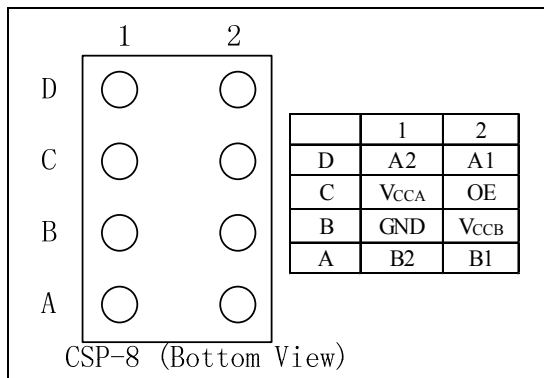 1 2
D
C
B
A
1 2
D A2 A1
C VCCA OE
B GND VCCB
A B2 B1
CSP-8 (Bottom View)